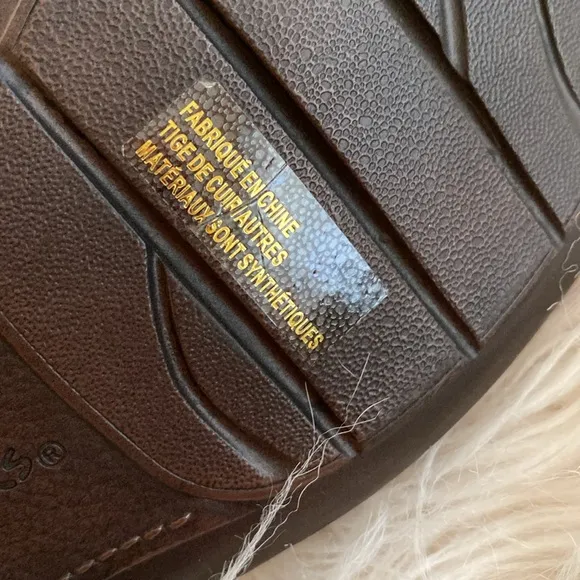 FABRIQUÉ EN CHINE
TIGE DE CUIR/AUTRES
MATÉRIAUX SONT SYNTHÉTIQUES